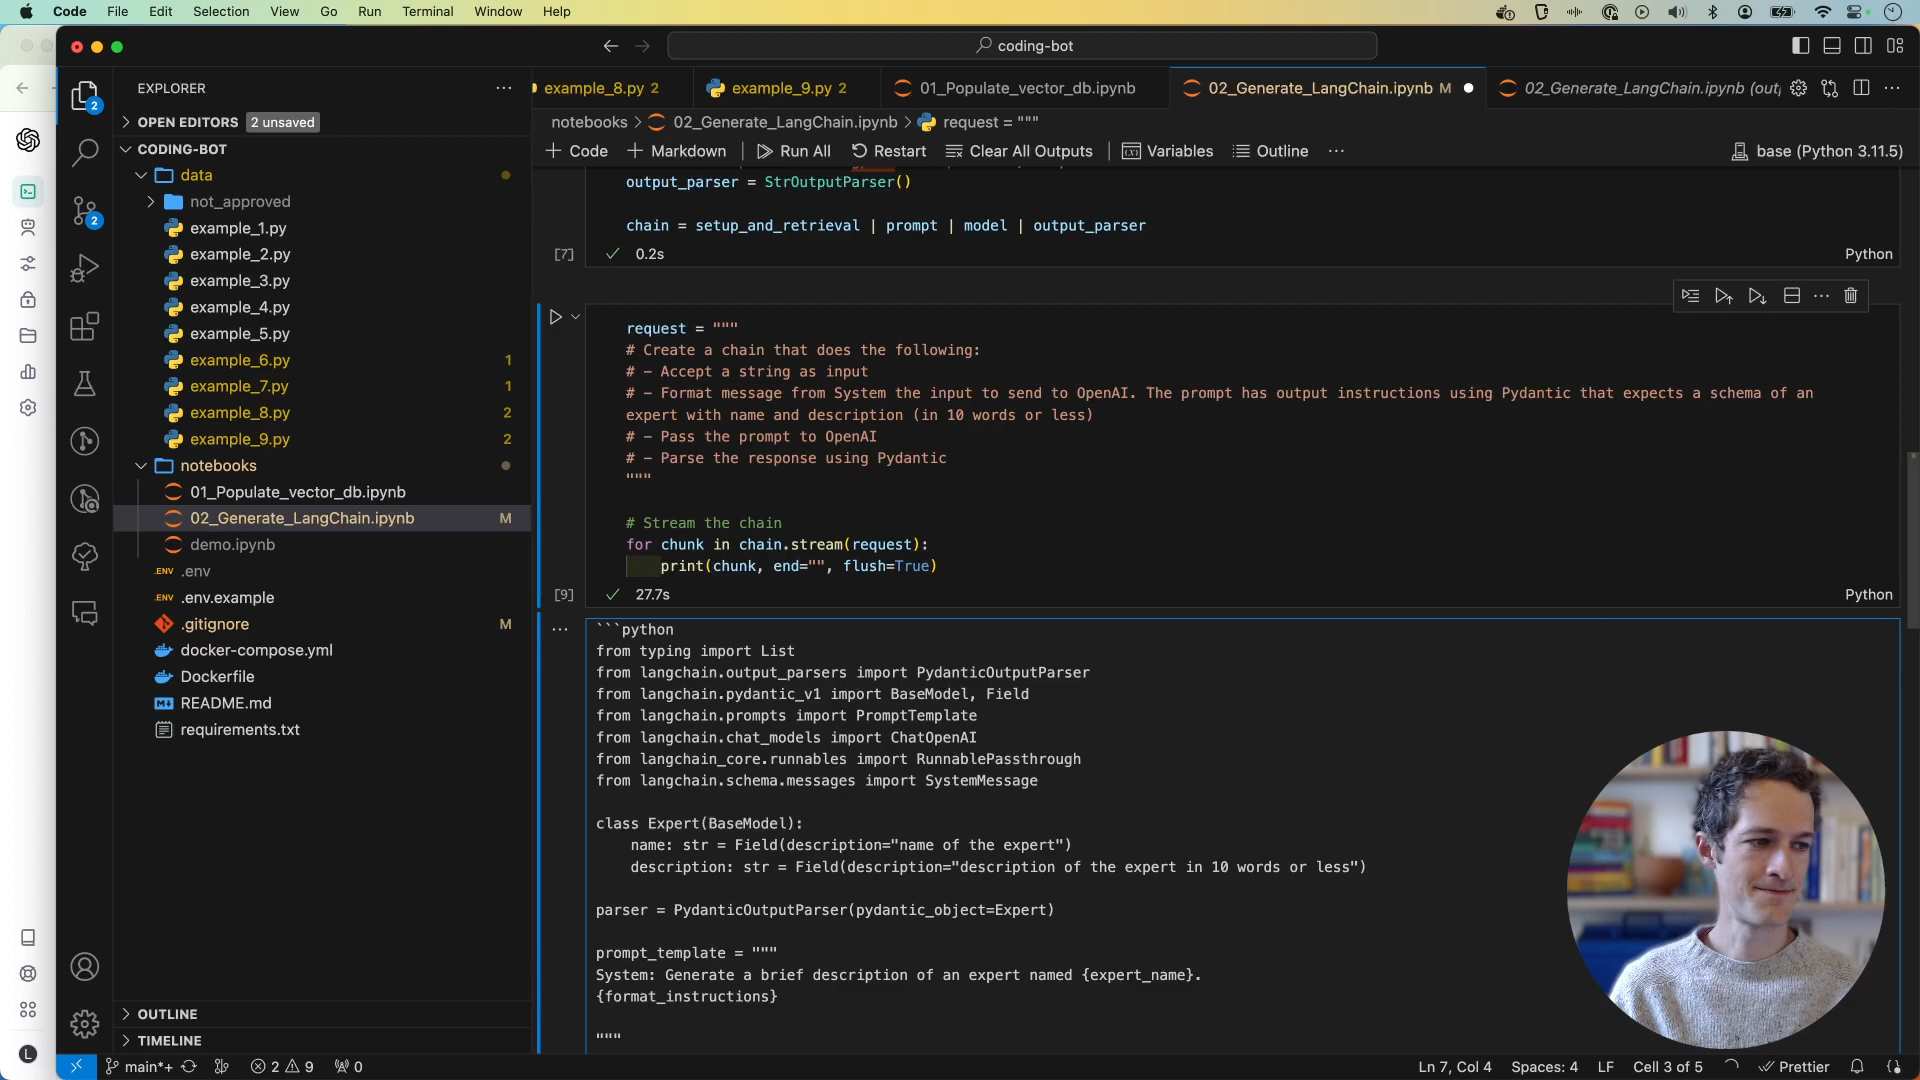 Code File Edit Selection View Go Run Terminal Window Help
coding-bot
EXPLORER
example_8.py 2
example_9.py 2
01_Populate_vector_db.ipynb
02_Generate_LangChain.ipynb M
02_Generate_LangChain.ipynb (out
OPEN EDITORS 2 unsaved
notebooks > 02_Generate_LangChain.ipynb > request = """
CODING-BOT
Code Markdown Run All Restart Clear All Outputs Variables Outline ...
base (Python 3.11.5)
data
not_approved
example_1.py
example_2.py
example_3.py
example_4.py
example_5.py
example_6.py 1
example_7.py 1
example_8.py 2
example_9.py 2
notebooks
01_Populate_vector_db.ipynb
02_Generate_LangChain.ipynb M
demo.ipynb
.ENV .env
.ENV .env.example
.gitignore M
docker-compose.yml
Dockerfile
README.md
requirements.txt
OUTLINE
TIMELINE
output_parser = StrOutputParser()
chain = setup_and_retrieval | prompt | model | output_parser
[7] 0.2s Python
request = """
# Create a chain that does the following:
# - Accept a string as input
# - Format message from System the input to send to OpenAI. The prompt has output instructions using Pydantic that expects a schema of an
expert with name and description (in 10 words or less)
# - Pass the prompt to OpenAI
# - Parse the response using Pydantic
"""
# Stream the chain
for chunk in chain.stream(request):
print(chunk, end="", flush=True)
[9] 27.7s Python
```python
from typing import List
from langchain.output_parsers import PydanticOutputParser
from langchain.pydantic_v1 import BaseModel, Field
from langchain.prompts import PromptTemplate
from langchain.chat_models import ChatOpenAI
from langchain_core.runnables import RunnablePassthrough
from langchain.schema.messages import SystemMessage
class Expert(BaseModel):
name: str = Field(description="name of the expert")
description: str = Field(description="description of the expert in 10 words or less")
parser = PydanticOutputParser(pydantic_object=Expert)
prompt_template = """
System: Generate a brief description of an expert named {expert_name}.
{format_instructions}
"""
2
2
L
main*+ 2 9 0
Ln 7, Col 4 Spaces: 4 LF Cell 3 of 5 Prettier